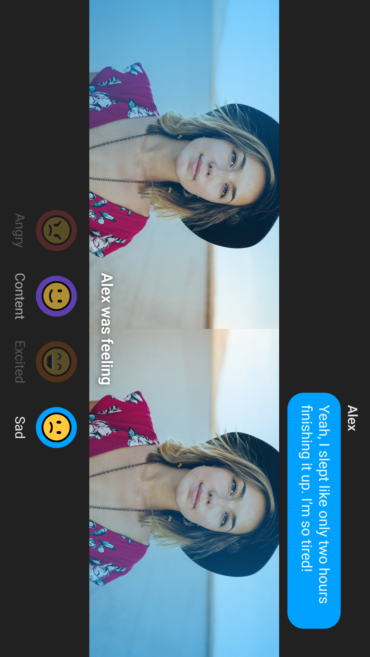 Alex
Yeah, I slept like only two hours
finishing it up. I'm so tired!
Alex was feeling
Angry
Content
Excited
Sad